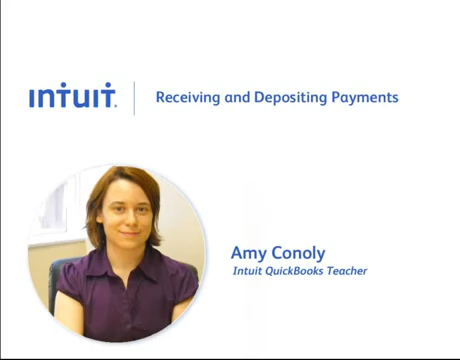 intuit.
Receiving and Depositing Payments
Amy Conoly
Intuit QuickBooks Teacher